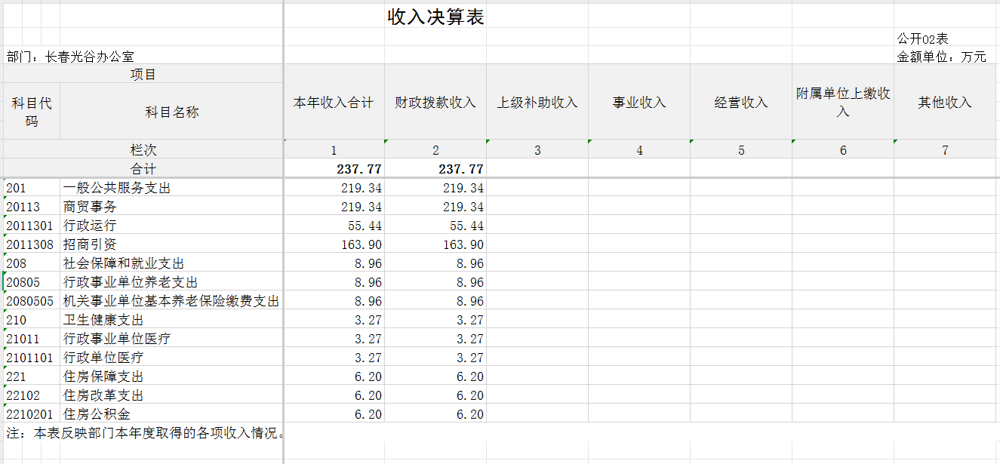 收入决算表
公开02表
部门：长春光谷办公室 金额单位：万元
项目
科目代码 科目名称 本年收入合计 财政拨款收入 上级补助收入 事业收入 经营收入 附属单位上缴收入 其他收入
栏次 1 2 3 4 5 6 7
合计 237.77 237.77
201 一般公共服务支出 219.34 219.34
20113 商贸事务 219.34 219.34
2011301 行政运行 55.44 55.44
2011308 招商引资 163.90 163.90
208 社会保障和就业支出 8.96 8.96
20805 行政事业单位养老支出 8.96 8.96
2080505 机关事业单位基本养老保险缴费支出 8.96 8.96
210 卫生健康支出 3.27 3.27
21011 行政事业单位医疗 3.27 3.27
2101101 行政单位医疗 3.27 3.27
221 住房保障支出 6.20 6.20
22102 住房改革支出 6.20 6.20
2210201 住房公积金 6.20 6.20
注：本表反映部门本年度取得的各项收入情况。